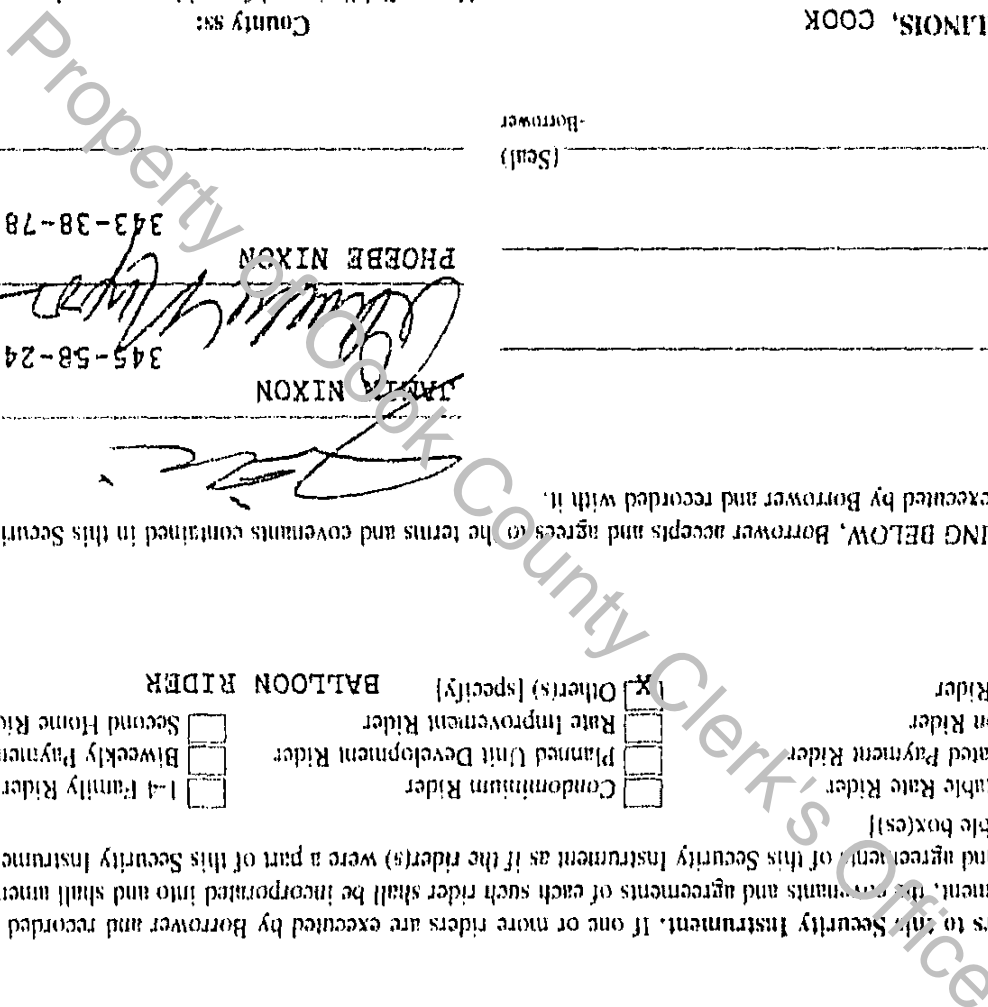 rs to this Security Instrument. If one or more riders are executed by Borrower and recorded
ment, the covenants and agreements of each such rider shall be incorporated into and shall amen
nd agreements of this Security Instrument as if the rider(s) were a part of this Security Instrume
ble box(es)]
table Rate Rider Condominium Rider 1-4 Family Rider
ated Payment Rider Planned Unit Development Rider Biweekly Paymen
n Rider Rate Improvement Rider Second Home Rid
Rider X Other(s) [specify] BALLOON RIDER
ING BELOW, Borrower accepts and agrees to the terms and covenants contained in this Securi
executed by Borrower and recorded with it.
JAMIN NIXON 345-58-24
PHOEBE NIXON 343-38-78
(Seal)
-Borrower
LINOIS, COOK County ss:
Property of Cook County Clerk's Office